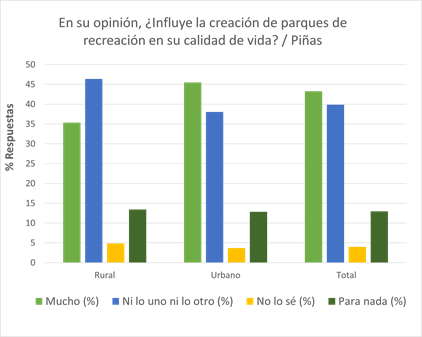 En su opinión, ¿Influye la creación de parques de
recreación en su calidad de vida? / Piñas
% Respuestas
50
45
40
35
30
25
20
15
10
5
0
Rural Urbano Total
Mucho (%) Ni lo uno ni lo otro (%) No lo sé (%) Para nada (%)